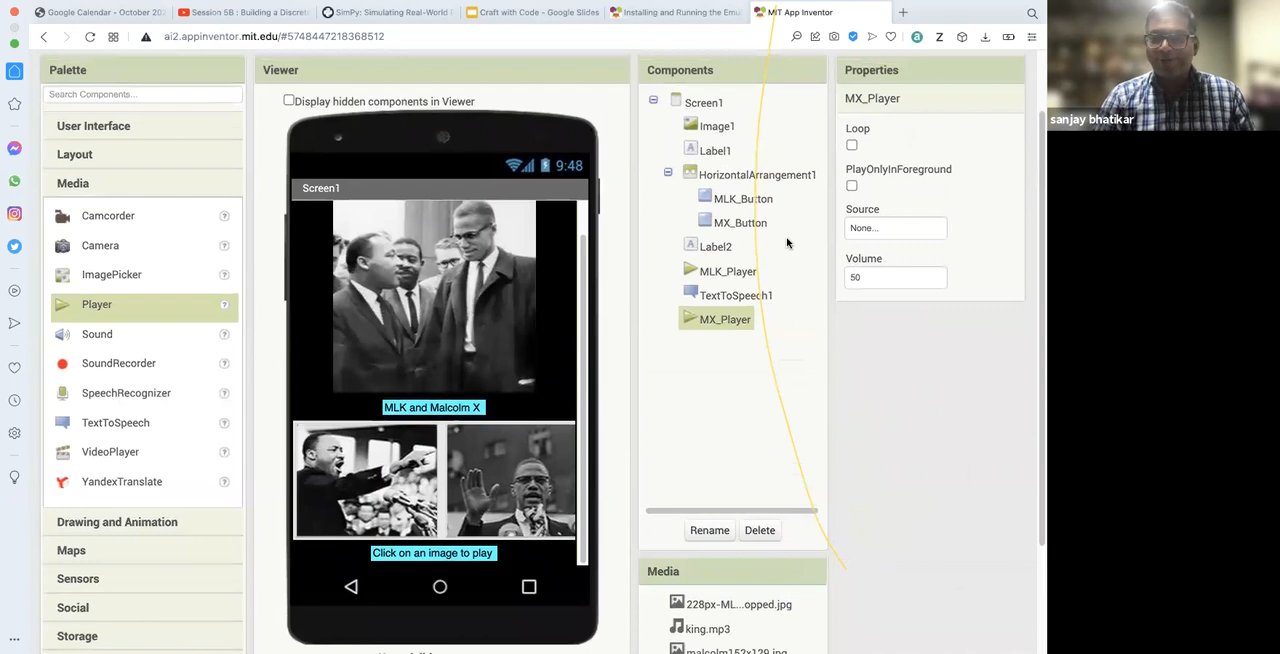 Google Calendar - October 202
Session 5B : Building a Discrete
SimPy: Simulating Real-World P
Craft with Code - Google Slides
Installing and Running the Emu
MIT App Inventor
ai2.appinventor.mit.edu/#5748447218368512
a
Z
Palette
Search Components...
User Interface
Layout
Media
Camcorder
?
Camera
?
ImagePicker
?
Player
?
Sound
?
SoundRecorder
?
SpeechRecognizer
?
TextToSpeech
?
VideoPlayer
?
YandexTranslate
?
Drawing and Animation
Maps
Sensors
Social
Storage
Viewer
Display hidden components in Viewer
9:48
Screen1
MLK and Malcolm X
Click on an image to play
Components
Screen1
Image1
A Label1
HorizontalArrangement1
MLK_Button
MX_Button
A Label2
MLK_Player
TextToSpeech1
MX_Player
Rename
Delete
Media
228px-ML...opped.jpg
king.mp3
malcolm152x129.jpg
Properties
MX_Player
Loop
PlayOnlyInForeground
Source
None...
Volume
50
sanjay bhatikar